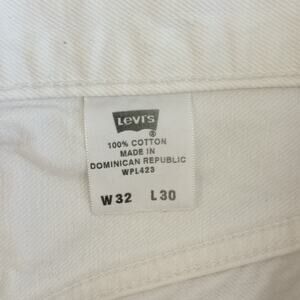 Levi's
®
100% COTTON
MADE IN
DOMINICAN REPUBLIC
WPL423
W32 L30